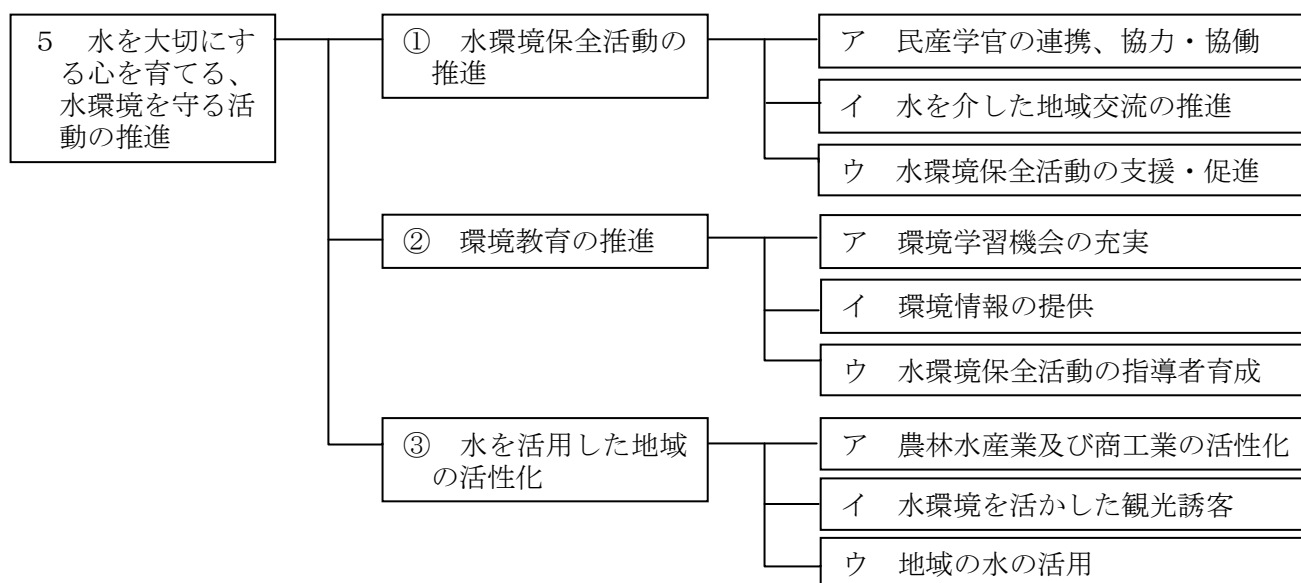 5　水を大切にす
る心を育てる、
水環境を守る活
動の推進
①　水環境保全活動の
推進
ア　民産学官の連携、協力・協働
イ　水を介した地域交流の推進
ウ　水環境保全活動の支援・促進
②　環境教育の推進
ア　環境学習機会の充実
イ　環境情報の提供
ウ　水環境保全活動の指導者育成
③　水を活用した地域
の活性化
ア　農林水産業及び商工業の活性化
イ　水環境を活かした観光誘客
ウ　地域の水の活用